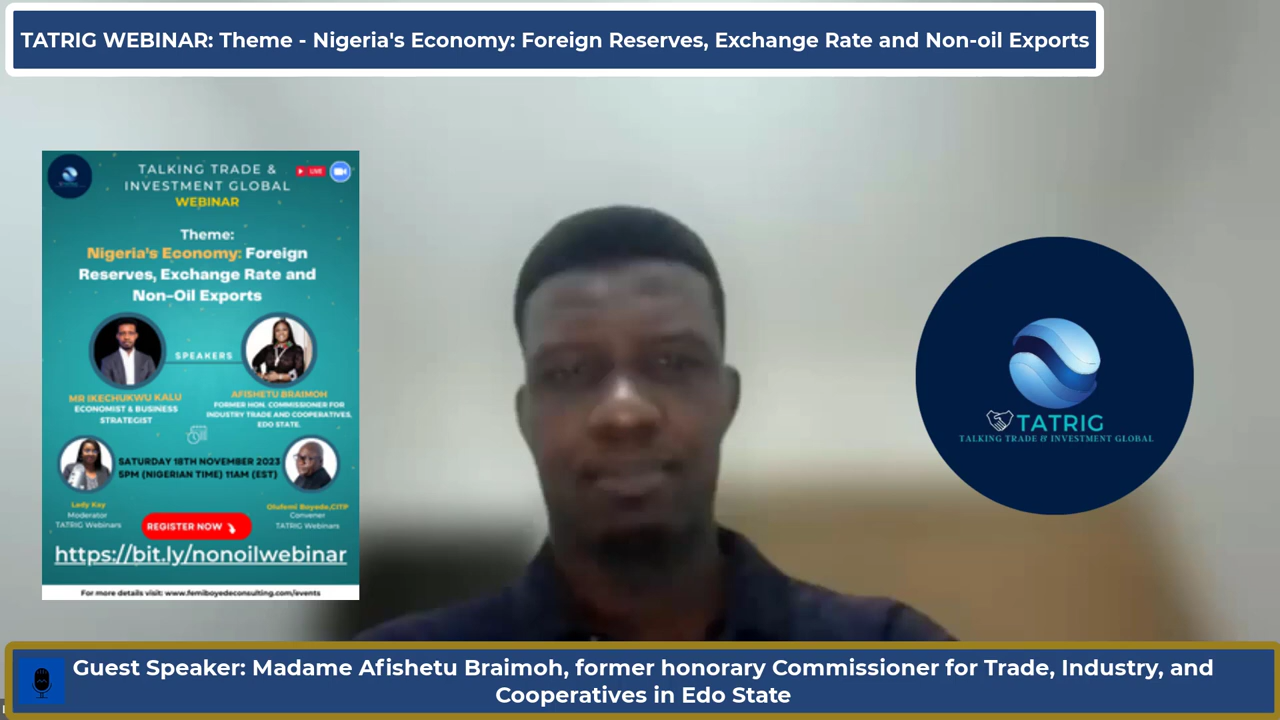 TATRIG WEBINAR: Theme - Nigeria's Economy: Foreign Reserves, Exchange Rate and Non-oil Exports
TALKING TRADE &
INVESTMENT GLOBAL
LIVE
WEBINAR
Theme:
Nigeria's Economy: Foreign
Reserves, Exchange Rate and
Non-Oil Exports
SPEAKERS
MR IKECHUKWU KALU
ECONOMIST & BUSINESS
STRATEGIST
AFISHETU BRAIMOH
FORMER HON. COMMISSIONER FOR
INDUSTRY TRADE AND COOPERATIVES,
EDO STATE.
SATURDAY 18TH NOVEMBER 2023
5PM (NIGERIAN TIME) 11AM (EST)
Lady Kay
Moderator
TATRIG Webinars
Olufemi Boyede,CITP
Convener
TATRIG Webinars
REGISTER NOW
https://bit.ly/nonoilwebinar
For more details visit: www.femiboyedeconsulting.com/events
TATRIG
TALKING TRADE & INVESTMENT GLOBAL
Guest Speaker: Madame Afishetu Braimoh, former honorary Commissioner for Trade, Industry, and
Cooperatives in Edo State